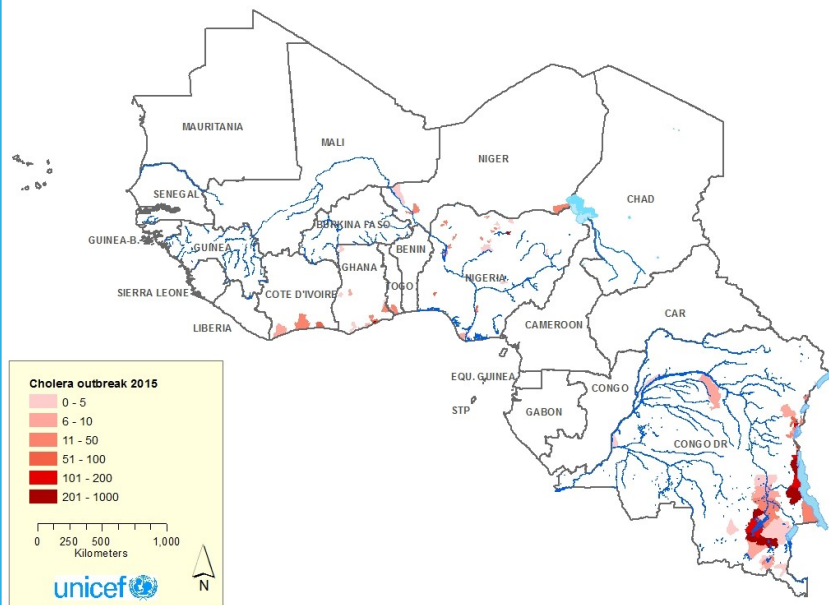 MAURITANIA
MALI
NIGER
CHAD
SENEGAL
GUINEA-B.
GUINEA
BURKINA FASO
BENIN
GHANA
TOGO
NIGERIA
SIERRA LEONE
COTE D'IVOIRE
LIBERIA
CAMEROON
CAR
EQU. GUINEA
STP
GABON
CONGO
CONGO DR
Cholera outbreak 2015
0 - 5
6 - 10
11 - 50
51 - 100
101 - 200
201 - 1000
0 250 500 1,000
Kilometers
N
unicef